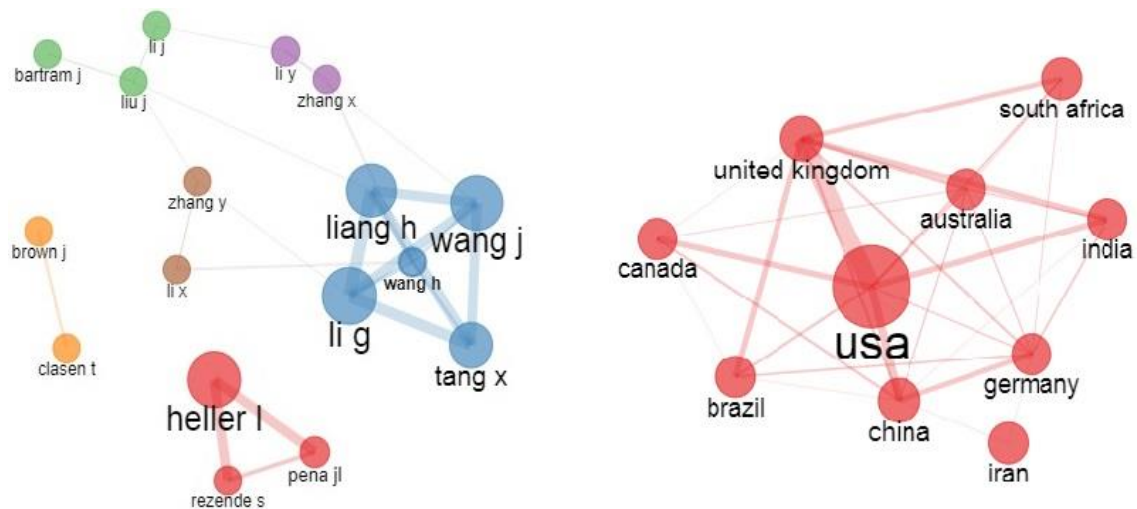 li j
bartram j
liu j
li y
zhang x
zhang y
li x
brown j
clasen t
liang h
wang j
wang h
li g
tang x
heller l
pena jl
rezende s
south africa
united kingdom
australia
india
canada
usa
germany
brazil
china
iran